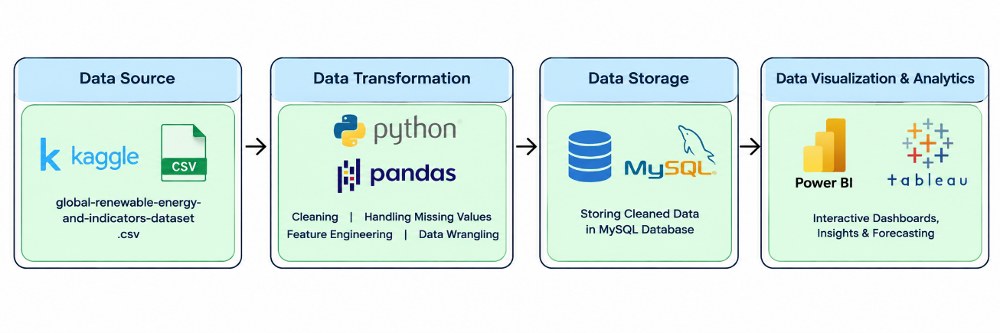 Data Source
kaggle
CSV
global-renewable-energy-
and-indicators-dataset
.csv
Data Transformation
python
pandas
Cleaning | Handling Missing Values
Feature Engineering | Data Wrangling
Data Storage
MySQL
Storing Cleaned Data
in MySQL Database
Data Visualization & Analytics
Power BI
tableau
Interactive Dashboards,
Insights & Forecasting